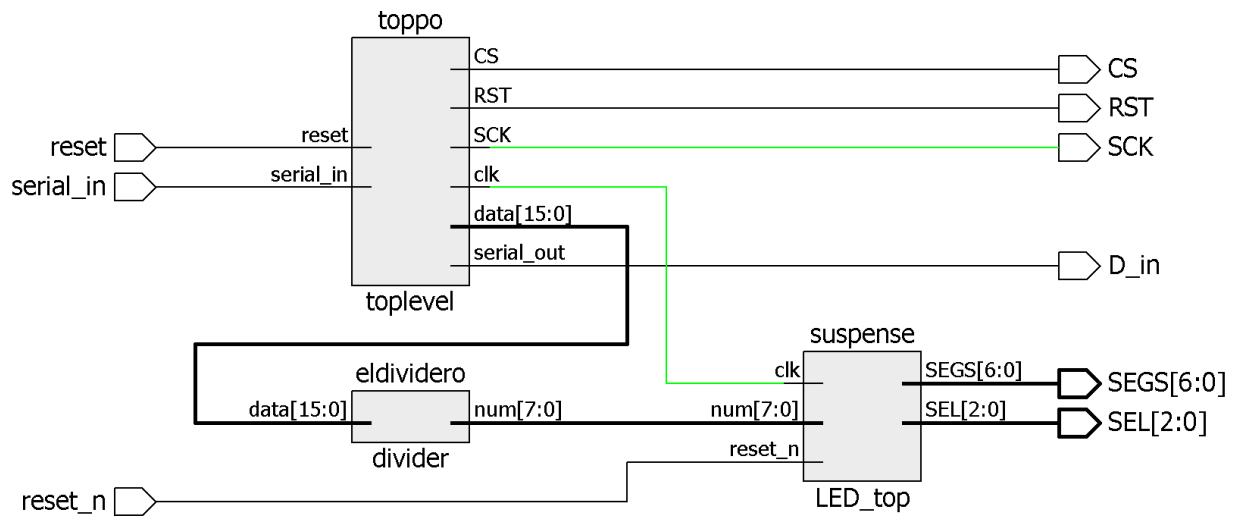 toppo
CS
CS
RST
RST
reset
reset
SCK
SCK
serial_in
serial_in
clk
data[15:0]
serial_out
D_in
toplevel
suspense
eldividero
clk
SEGS[6:0]
SEGS[6:0]
data[15:0]
num[7:0]
num[7:0]
SEL[2:0]
SEL[2:0]
divider
reset_n
reset_n
LED_top